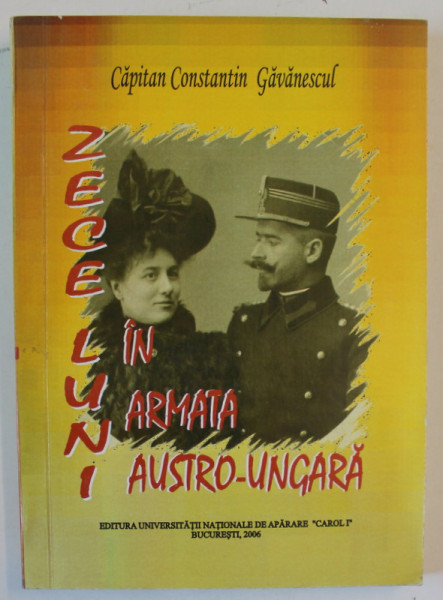 Căpitan Constantin Găvănescul
ZECE LUNI
ÎN
ARMATA
AUSTRO-UNGARĂ
EDITURA UNIVERSITĂȚII NAȚIONALE DE APĂRARE "CAROL I"
BUCUREȘTI, 2006